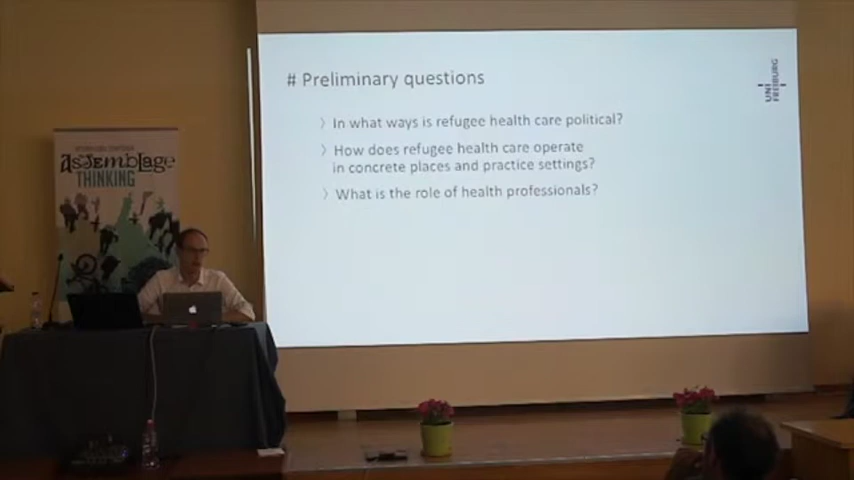 # Preliminary questions
UNI
FREIBURG
〉 In what ways is refugee health care political?
〉 How does refugee health care operate
in concrete places and practice settings?
〉 What is the role of health professionals?
AssEMBLAGE
THINKING